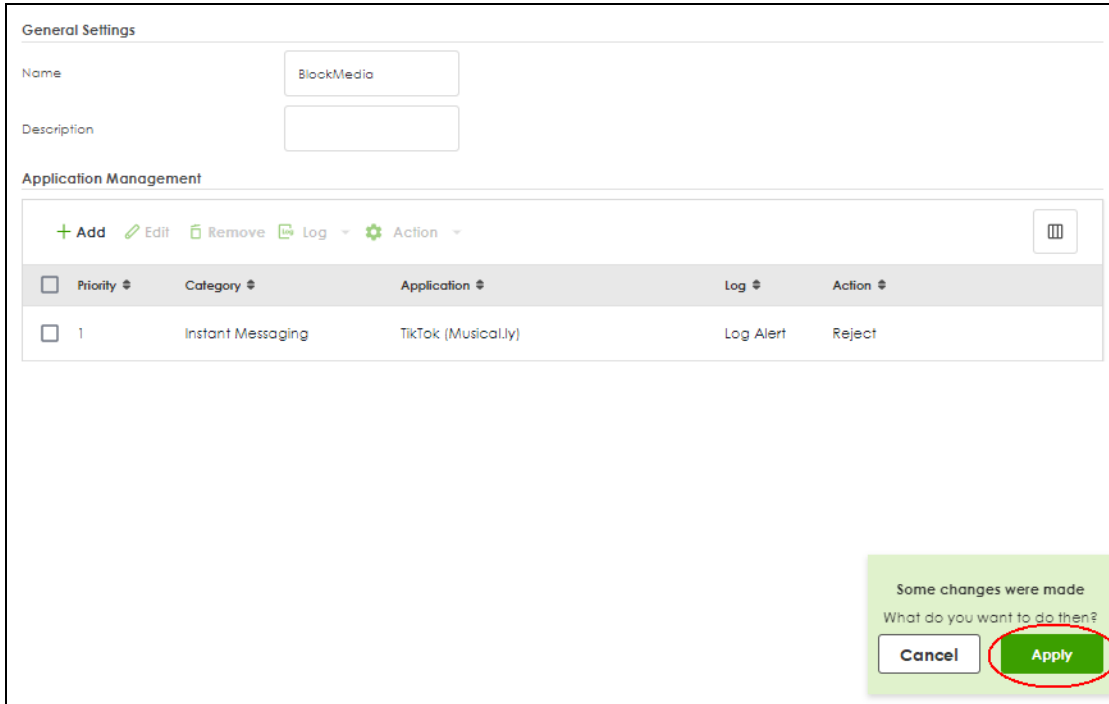 General Settings
Name BlockMedia
Description
Application Management
Add Edit Remove Log Action
Priority Category Application Log Action
1 Instant Messaging TikTok (Musical.ly) Log Alert Reject
Some changes were made
What do you want to do then?
Cancel Apply